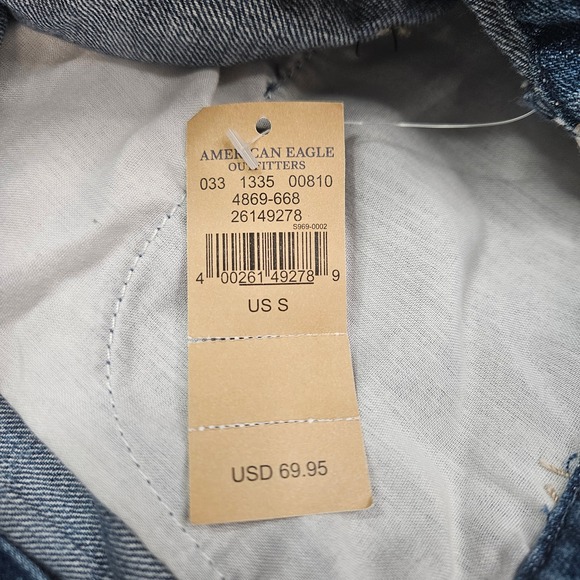 AMERICAN EAGLE
OUTFITTERS
033 1335 00810
4869-668
26149278
S969-0002
4 00261 49278 9
US S
USD 69.95